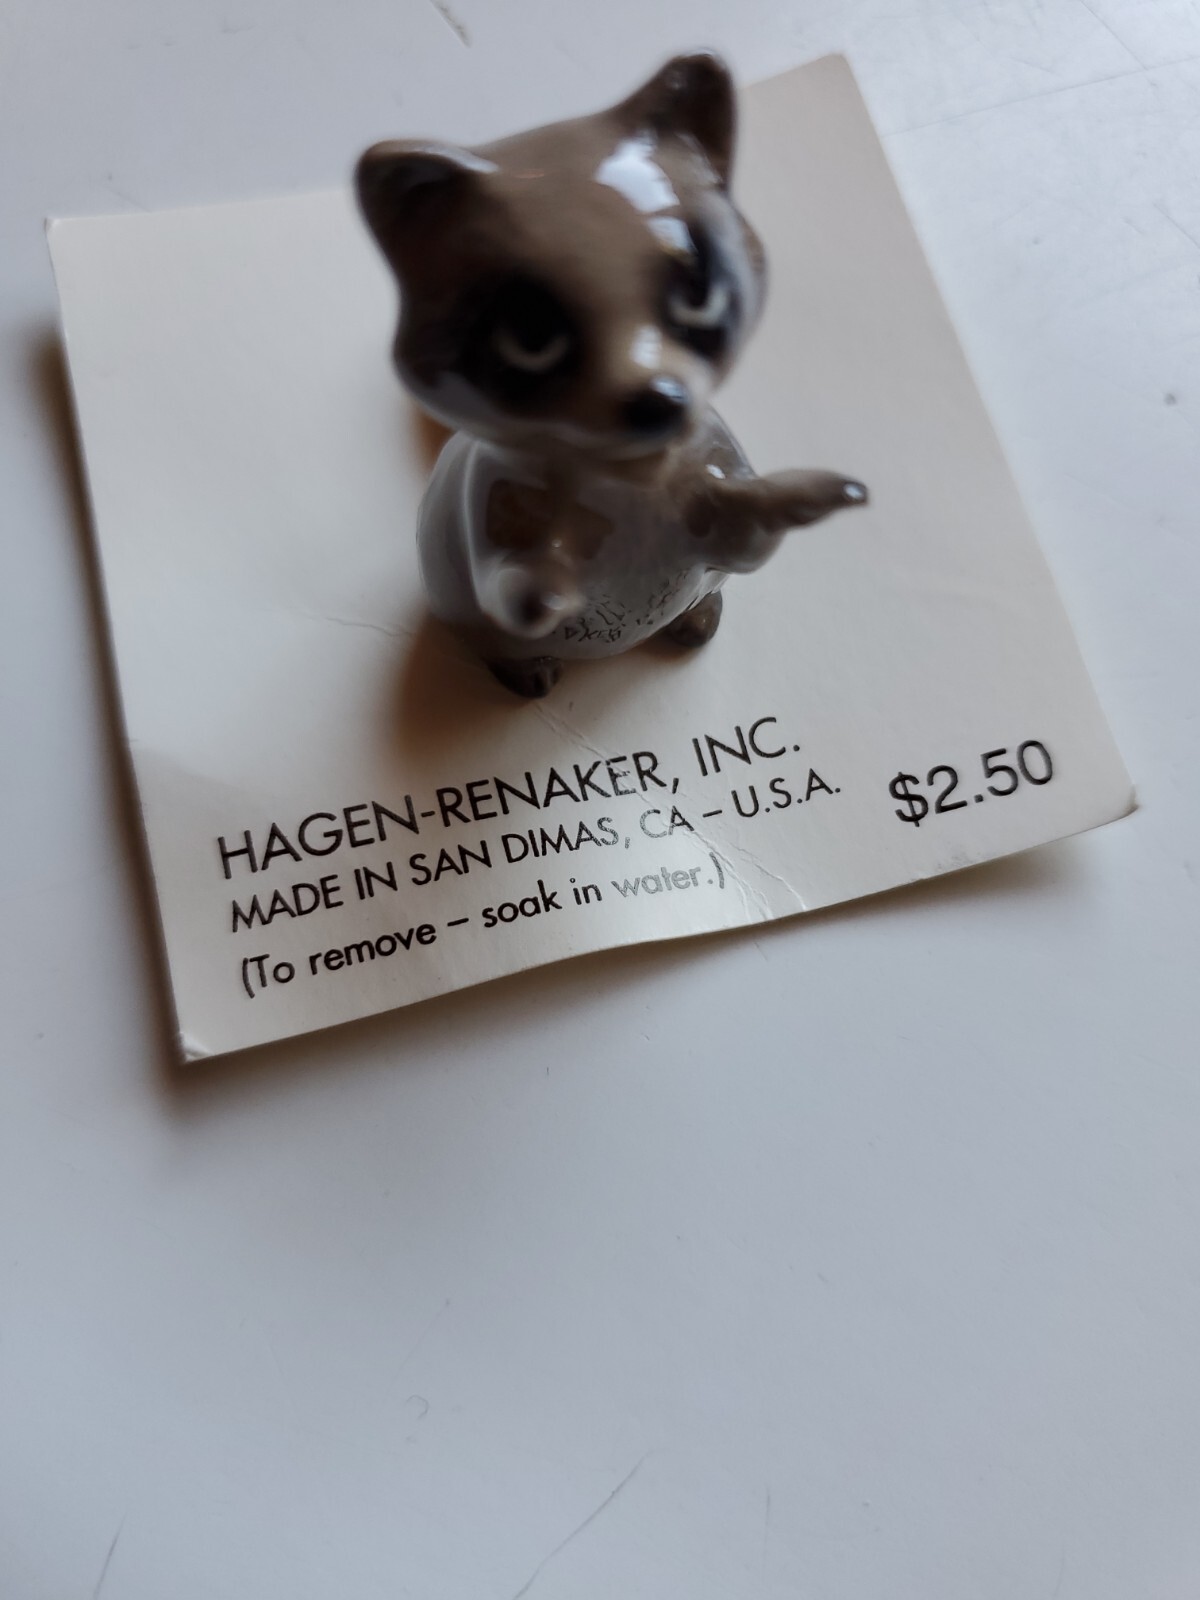 HAGEN-RENAKER, INC.
MADE IN SAN DIMAS, CA – U.S.A.
$2.50
(To remove – soak in water.)